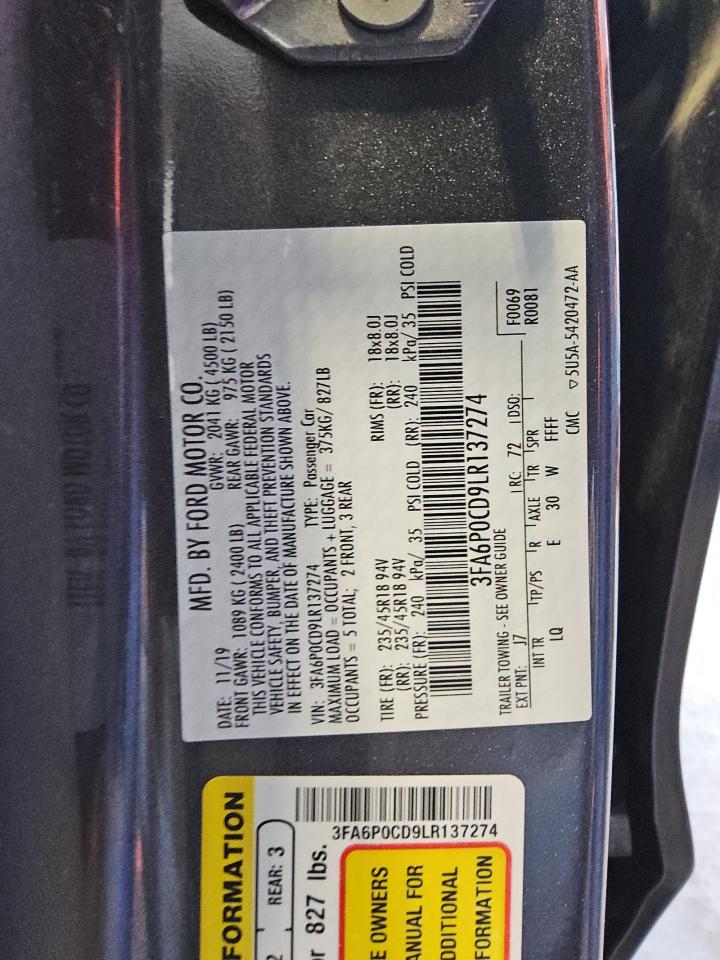 MFD. BY FORD MOTOR CO.
DATE: 11/19 GVWR: 2041 KG ( 4500 LB)
FRONT GAWR: 1089 KG ( 2400 LB) REAR GAWR: 975 KG ( 2150 LB)
THIS VEHICLE CONFORMS TO ALL APPLICABLE FEDERAL MOTOR
VEHICLE SAFETY, BUMPER, AND THEFT PREVENTION STANDARDS
IN EFFECT ON THE DATE OF MANUFACTURE SHOWN ABOVE.
VIN: 3FA6P0CD9LR137274 TYPE: Passenger Car
MAXIMUM LOAD = OCCUPANTS + LUGGAGE = 375KG/ 827LB
OCCUPANTS = 5 TOTAL; 2 FRONT, 3 REAR
TIRE (FR): 235/45R18 94V RIMS (FR): 18x8.0J
(RR): 235/45R18 94V (RR): 18x8.0J
PRESSURE (FR): 240 kPa/ 35 PSI COLD (RR): 240 kPa/ 35 PSI COLD
3FA6P0CD9LR137274
TRAILER TOWING - SEE OWNER GUIDE
EXT PNT: J7 RC: 72 DSO: F0069
R0081
INT TR TP/PS R AXLE TR SPR
LQ E 30 W FFFF
CMC ▽5U5A-5420472-AA
FORMATION
2 REAR: 3
or 827 lbs.
3FA6P0CD9LR137274
E OWNERS
ANUAL FOR
DDITIONAL
FORMATION